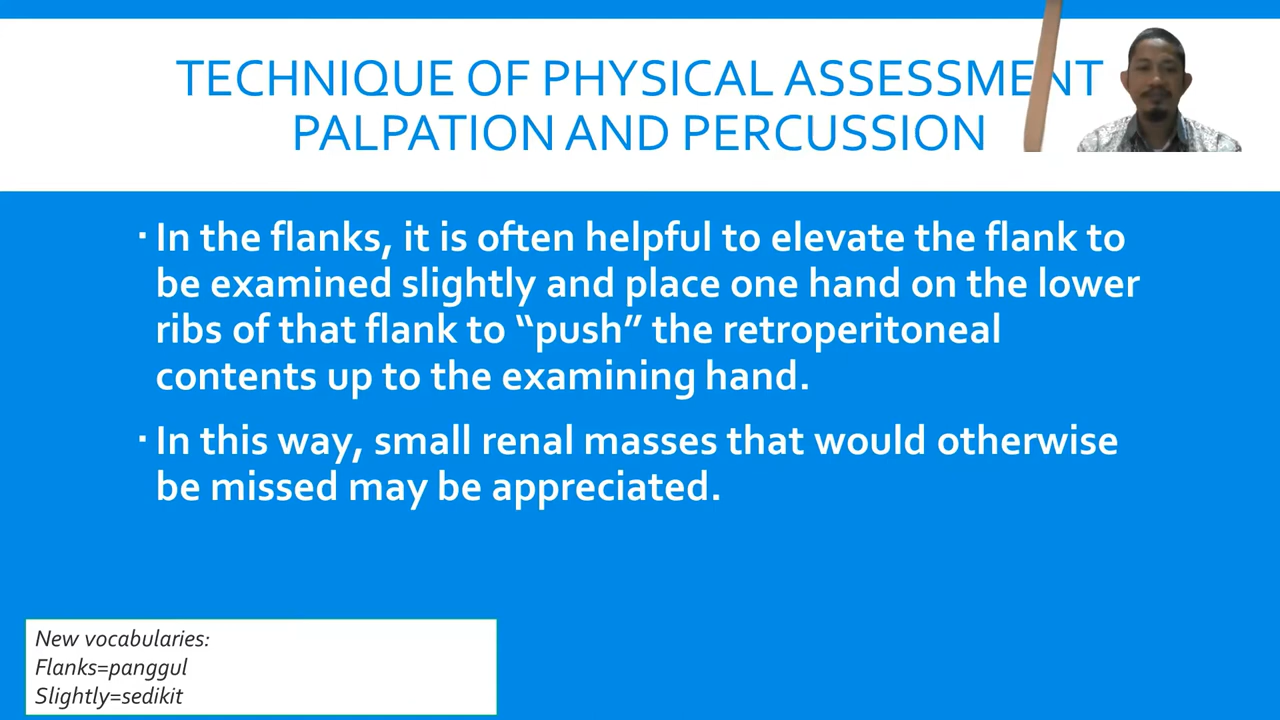 TECHNIQUE OF PHYSICAL ASSESSMENT
PALPATION AND PERCUSSION
▪ In the flanks, it is often helpful to elevate the flank to
be examined slightly and place one hand on the lower
ribs of that flank to “push” the retroperitoneal
contents up to the examining hand.
▪ In this way, small renal masses that would otherwise
be missed may be appreciated.
New vocabularies:
Flanks=panggul
Slightly=sedikit